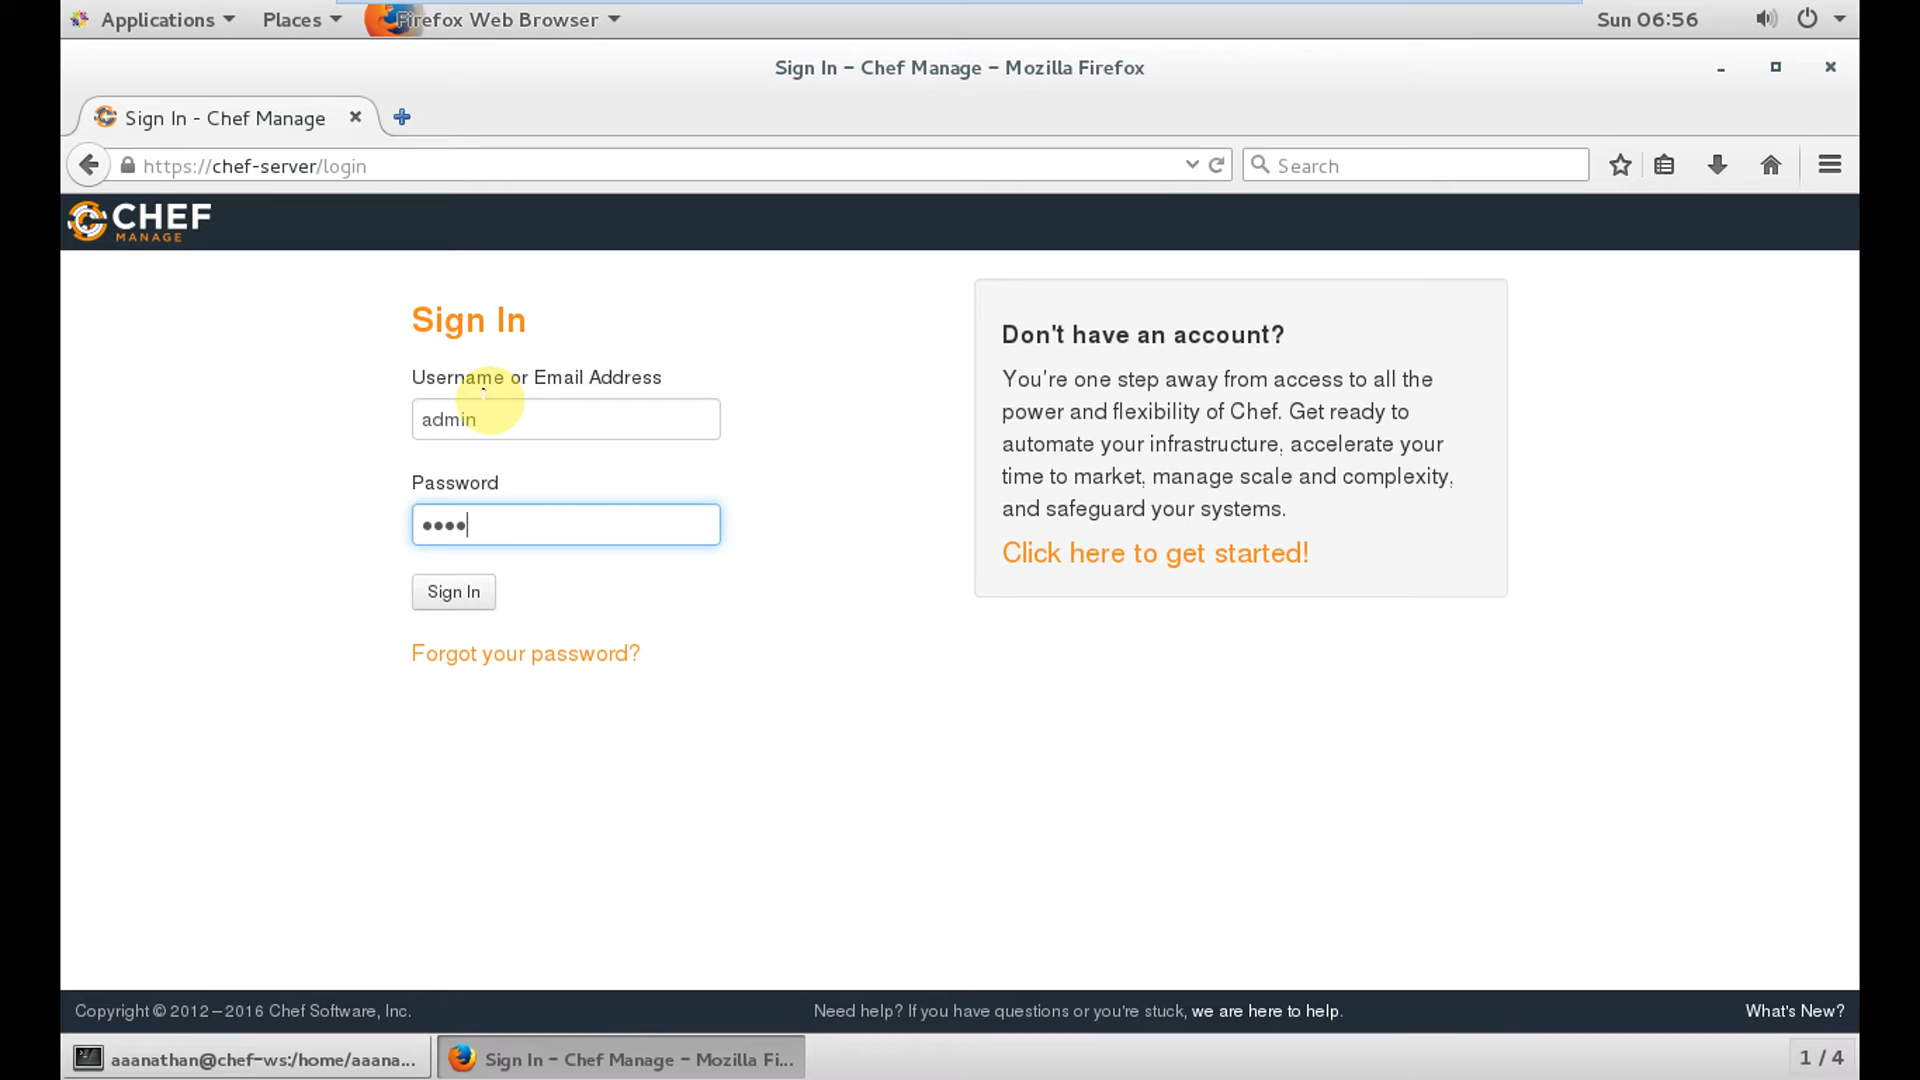 Applications Places Firefox Web Browser Sun 06:56
Sign In – Chef Manage – Mozilla Firefox
Sign In - Chef Manage
https://chef-server/login Search
CHEF
MANAGE
Sign In
Username or Email Address
admin
Password
Sign In
Forgot your password?
Don't have an account?
You're one step away from access to all the
power and flexibility of Chef. Get ready to
automate your infrastructure, accelerate your
time to market, manage scale and complexity,
and safeguard your systems.
Click here to get started!
Copyright © 2012–2016 Chef Software, Inc. Need help? If you have questions or you're stuck, we are here to help. What's New?
aaanathan@chef-ws:/home/aaana... Sign In – Chef Manage – Mozilla Fi... 1 / 4